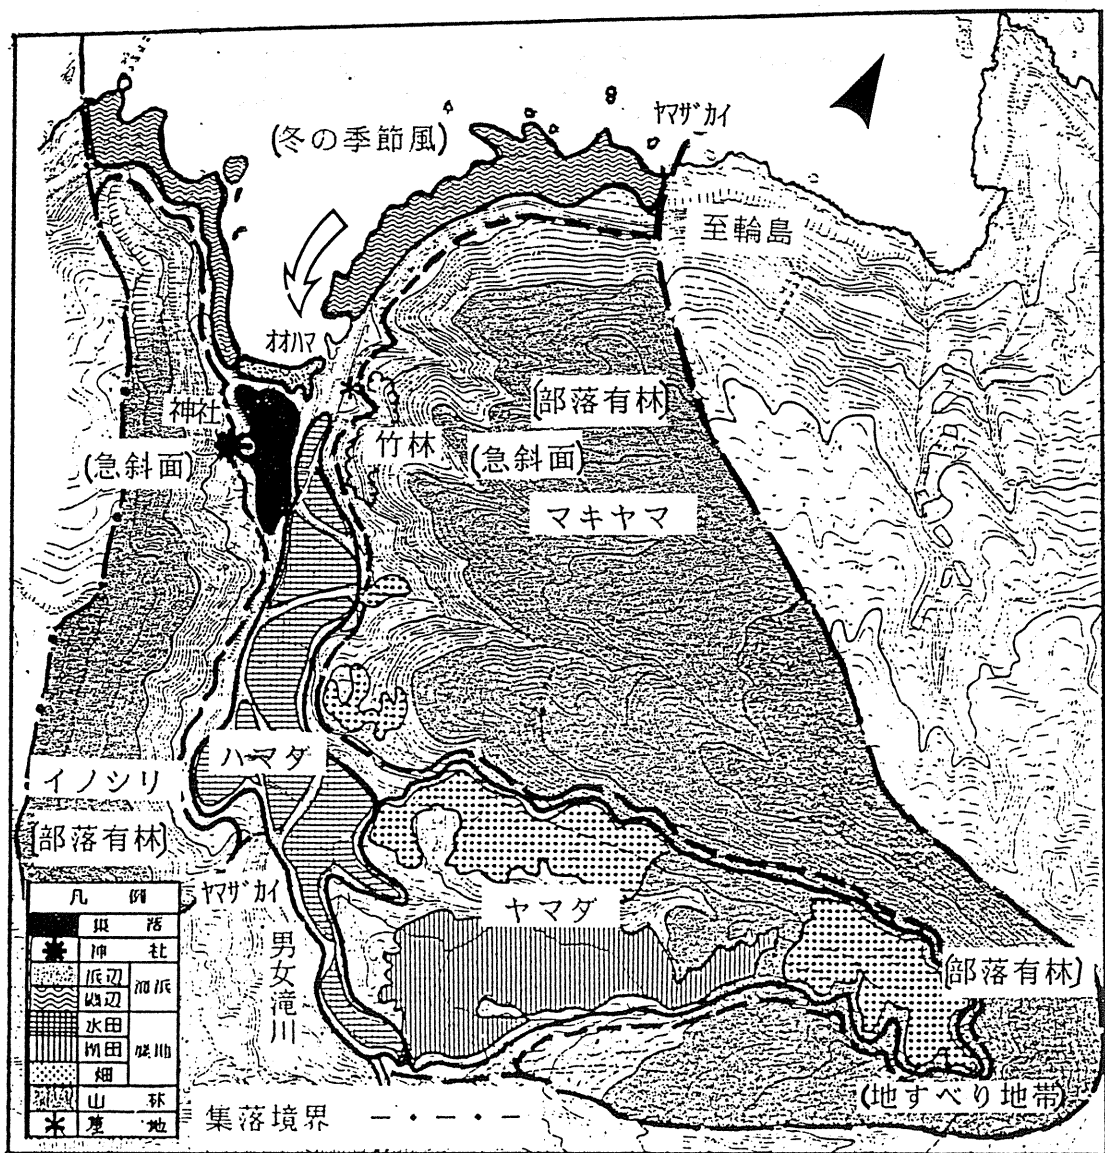 (冬の季節風)
ヤマザカイ
至輪島
オオハマ
神社
(急斜面)
竹林
(部落有林)
(急斜面)
マキヤマ
ハマダ
イノシリ
(部落有林)
ヤマザカイ
ヤマダ
男女滝川
(部落有林)
(地すべり地帯)
集落境界
凡例
集落
神社
浜辺
磯辺
水田
畑
山林
墓地